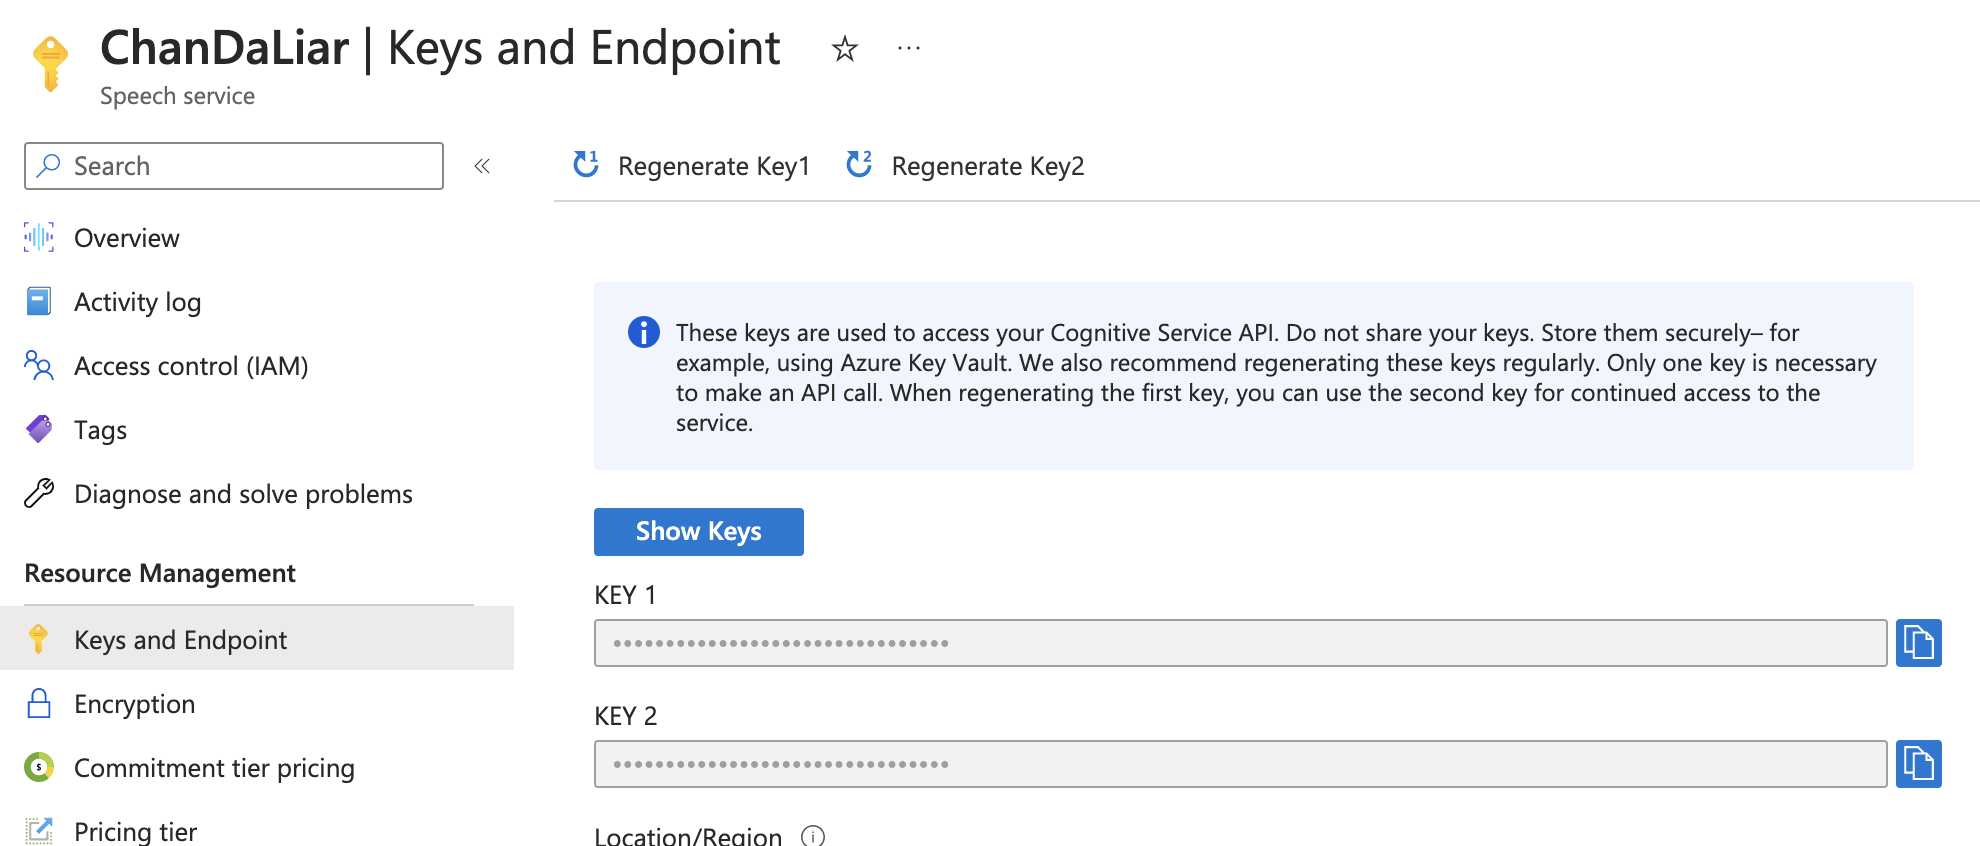 ChanDaLiar | Keys and Endpoint
Speech service
Search
Overview
Activity log
Access control (IAM)
Tags
Diagnose and solve problems
Resource Management
Keys and Endpoint
Encryption
Commitment tier pricing
Pricing tier
1 Regenerate Key1
2 Regenerate Key2
These keys are used to access your Cognitive Service API. Do not share your keys. Store them securely– for
example, using Azure Key Vault. We also recommend regenerating these keys regularly. Only one key is necessary
to make an API call. When regenerating the first key, you can use the second key for continued access to the
service.
Show Keys
KEY 1
KEY 2
Location/Region